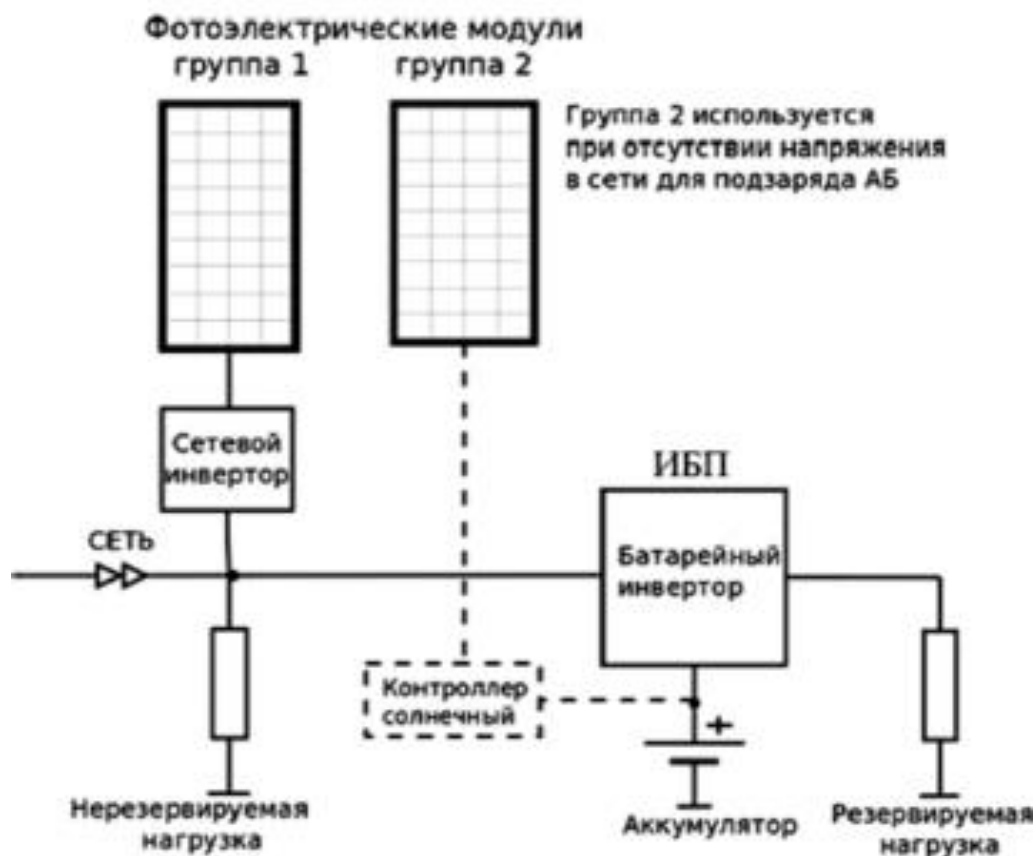 Фотоэлектрические модули
группа 1
группа 2
Группа 2 используется
при отсутствии напряжения
в сети для подзаряда АБ
Сетевой
инвертор
ИБП
СЕТЬ
Батарейный
инвертор
Контроллер
солнечный
+
Нерезервируемая
нагрузка
Аккумулятор
Резервируемая
нагрузка